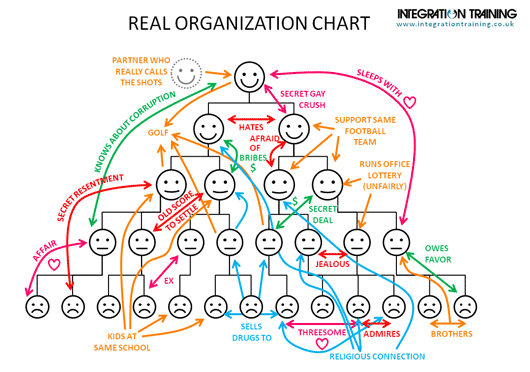 REAL ORGANIZATION CHART
INTEGRATION TRAINING
www.integrationtraining.co.uk
PARTNER WHO
REALLY CALLS
THE SHOTS
SLEEPS WITH
SECRET GAY
CRUSH
KNOWS ABOUT CORRUPTION
GOLF
HATES
AFRAID
OF
BRIBES
$
SUPPORT SAME
FOOTBALL
TEAM
RUNS OFFICE
LOTTERY
(UNFAIRLY)
SECRET RESENTMENT
OLD SCORE
TO SETTLE
$
SECRET
DEAL
AFFAIR
EX
JEALOUS
OWES
FAVOR
KIDS AT
SAME SCHOOL
SELLS
DRUGS TO
THREESOME
ADMIRES
BROTHERS
RELIGIOUS CONNECTION